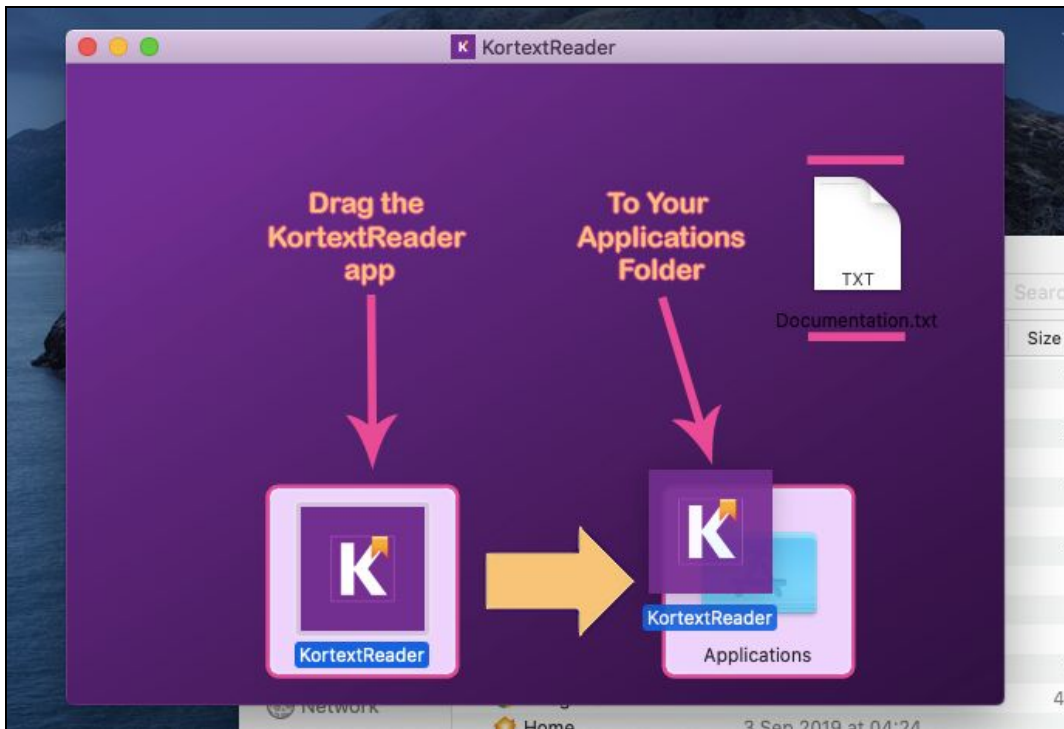 KortextReader
Drag the
KortextReader
app
To Your
Applications
Folder
TXT
Documentation.txt
Size
K
KortextReader
K
KortextReader
Applications
Network
Home
3 Sep 2019 at 04:24
4